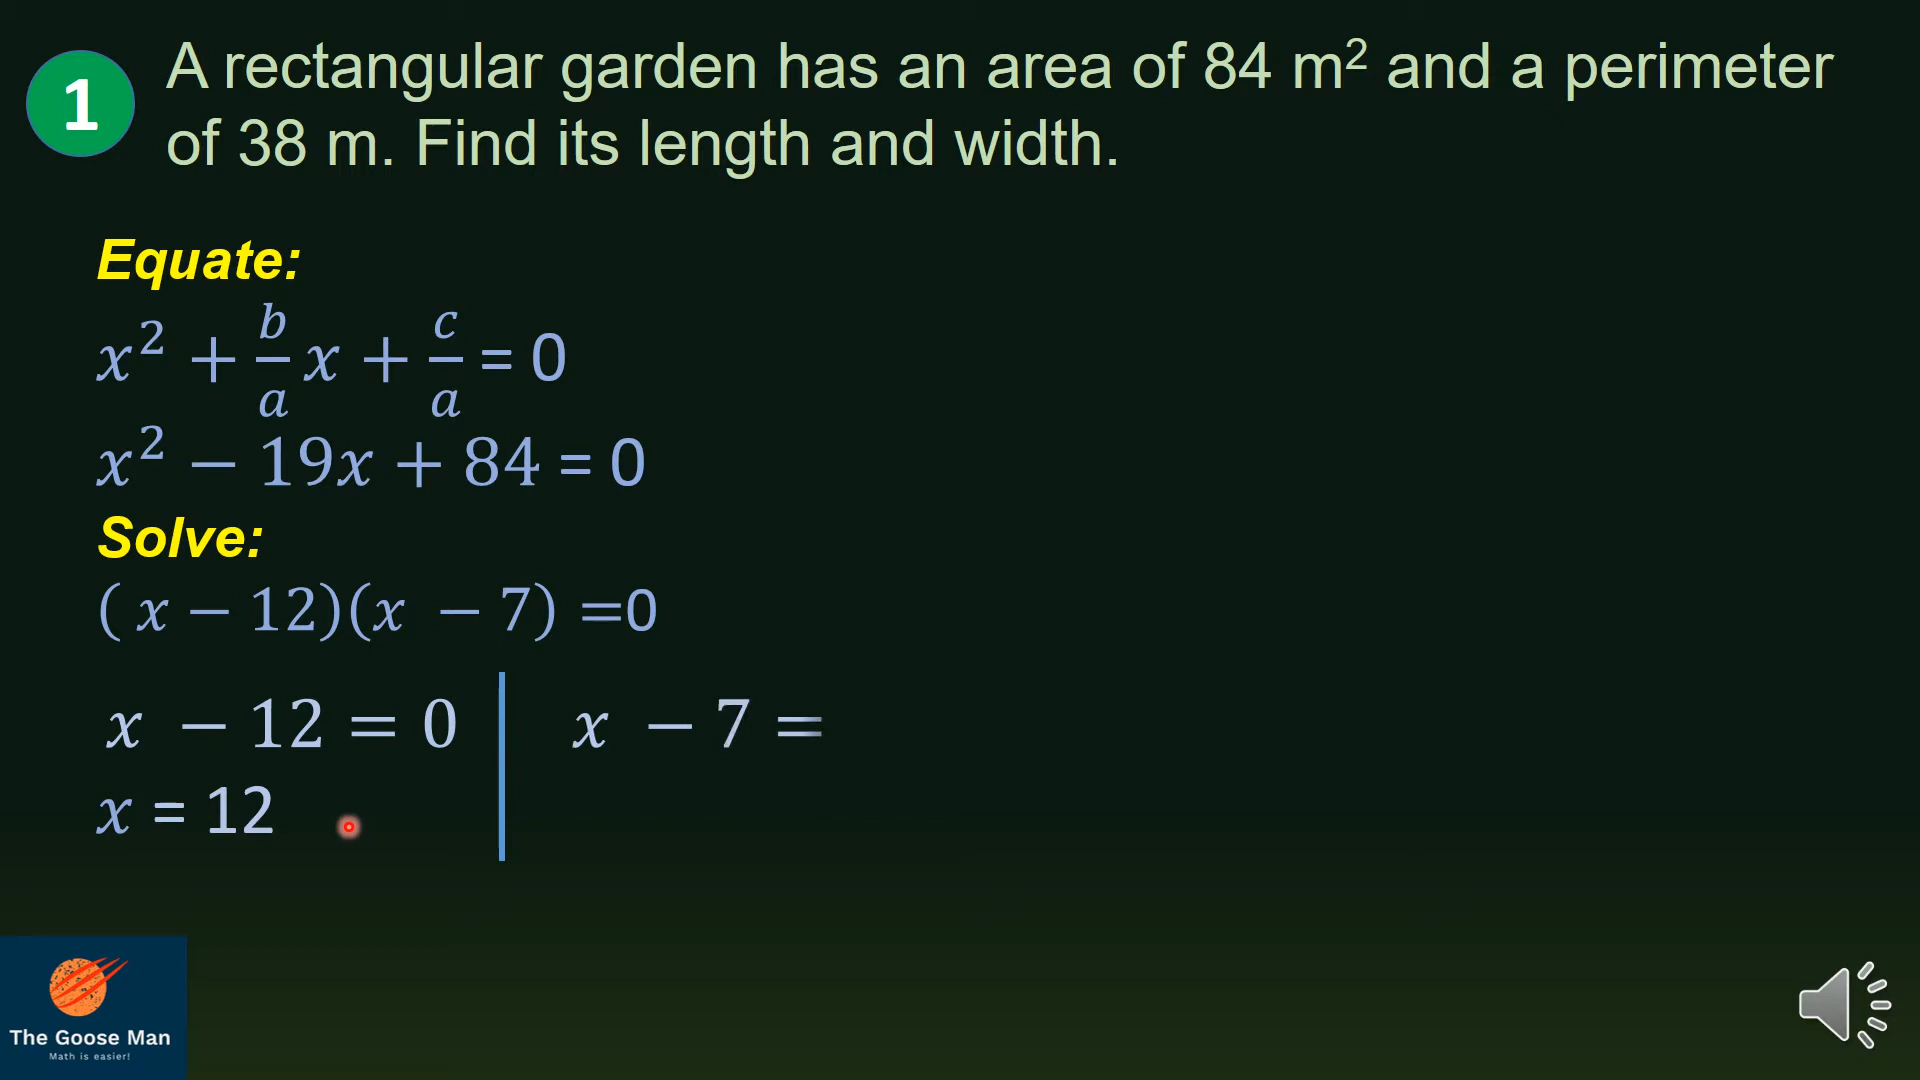 1
A rectangular garden has an area of 84 m² and a perimeter
of 38 m. Find its length and width.
Equate:
x² + b/a x + c/a = 0
x² − 19x + 84 = 0
Solve:
( x − 12)(x − 7) =0
x − 12 = 0
x = 12
x − 7 =
The Goose Man
Math is easier!